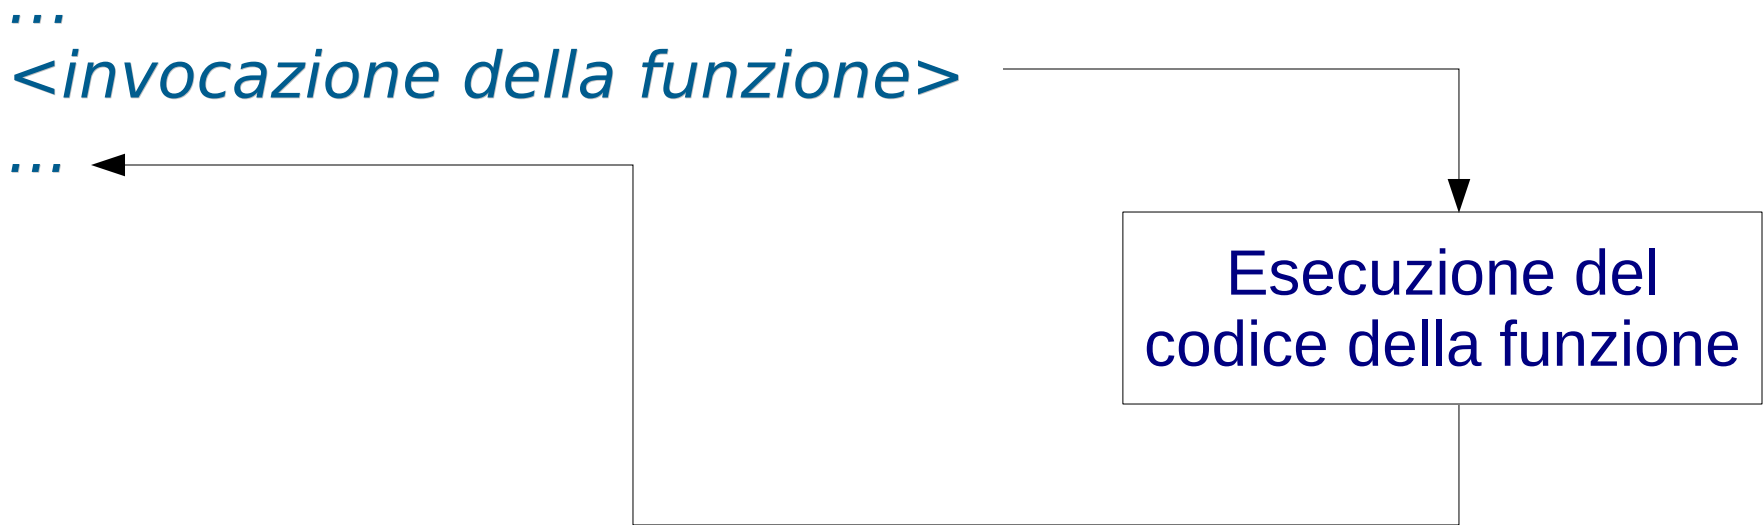 ...
<invocazione della funzione>
...
Esecuzione del
codice della funzione